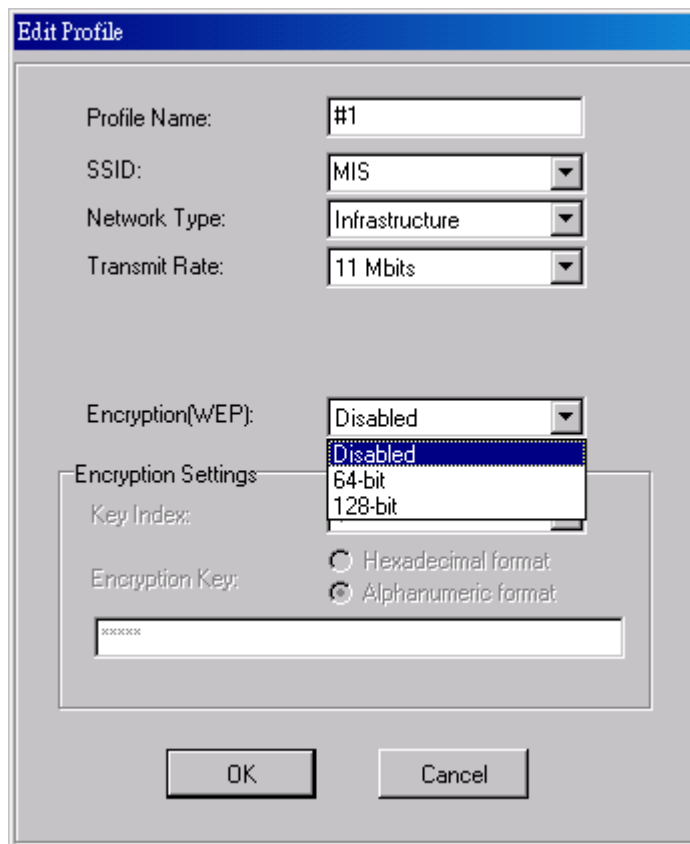 Edit Profile
Profile Name: #1
SSID: MIS
Network Type: Infrastructure
Transmit Rate: 11 Mbits
Encryption(WEP): Disabled
Disabled
64-bit
128-bit
Encryption Settings
Key Index:
Encryption Key:
Hexadecimal format
Alphanumeric format
*****
OK
Cancel